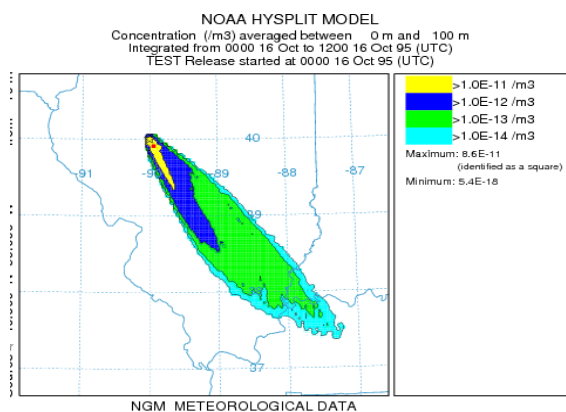 NOAA HYSPLIT MODEL
Concentration (/m3) averaged between 0 m and 100 m
Integrated from 0000 16 Oct to 1200 16 Oct 95 (UTC)
TEST Release started at 0000 16 Oct 95 (UTC)
>1.0E-11 /m3
>1.0E-12 /m3
>1.0E-13 /m3
>1.0E-14 /m3
Maximum: 8.6E-11
(identified as a square)
Minimum: 5.4E-18
40
-91
-90
-88
-87
39
37
NGM METEOROLOGICAL DATA